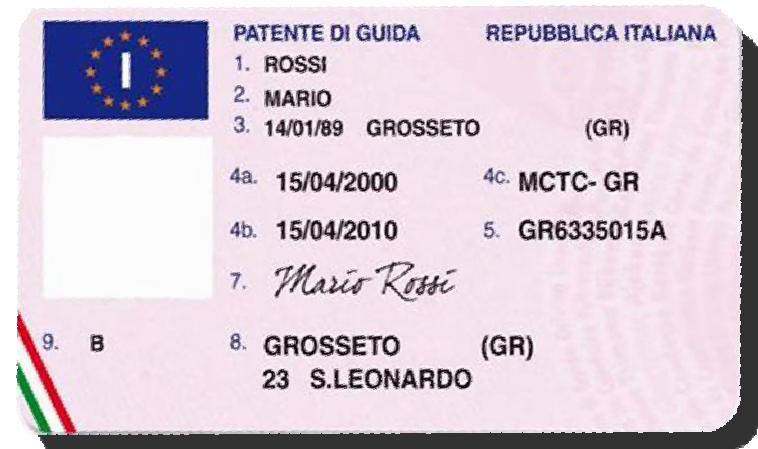 I
PATENTE DI GUIDA REPUBBLICA ITALIANA
1. ROSSI
2. MARIO
3. 14/01/89 GROSSETO (GR)
4a. 15/04/2000 4c. MCTC- GR
4b. 15/04/2010 5. GR6335015A
7. Mario Rossi
9. B 8. GROSSETO (GR)
23 S.LEONARDO